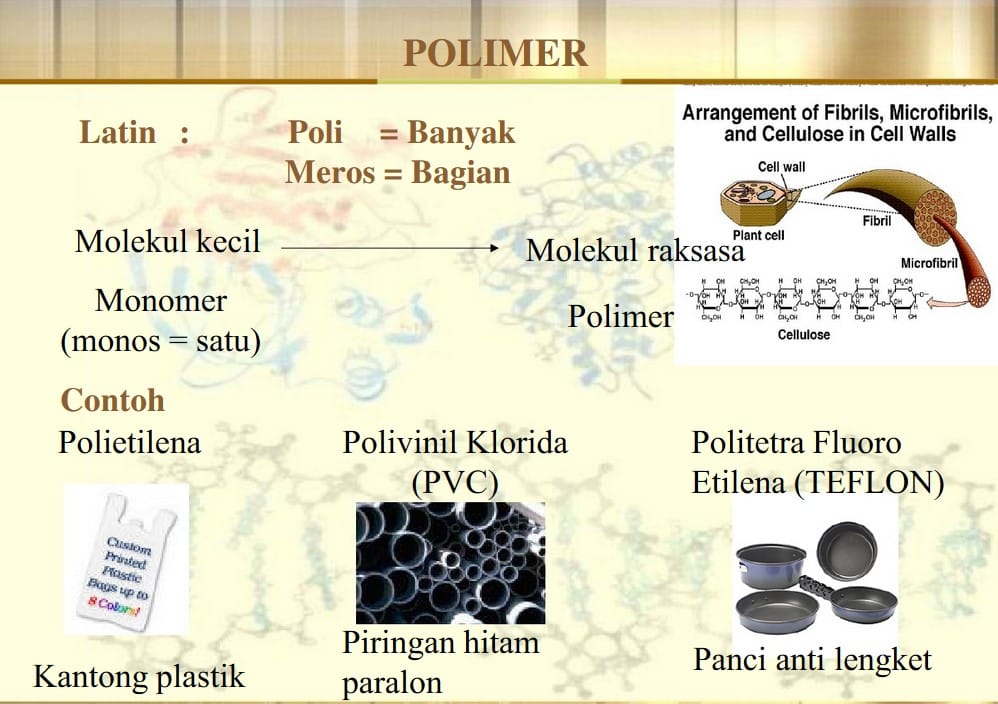 POLIMER
Latin : Poli = Banyak
Meros = Bagian
Arrangement of Fibrils, Microfibrils,
and Cellulose in Cell Walls
Cell wall
Plant cell
Fibril
Microfibril
Cellulose
Molekul kecil
Molekul raksasa
Monomer
(monos = satu)
Polimer
Contoh
Polietilena
Polivinil Klorida
(PVC)
Politetra Fluoro
Etilena (TEFLON)
Custom
Printed
Plastic
Bags up to
8 Colors!
Kantong plastik
Piringan hitam
paralon
Panci anti lengket